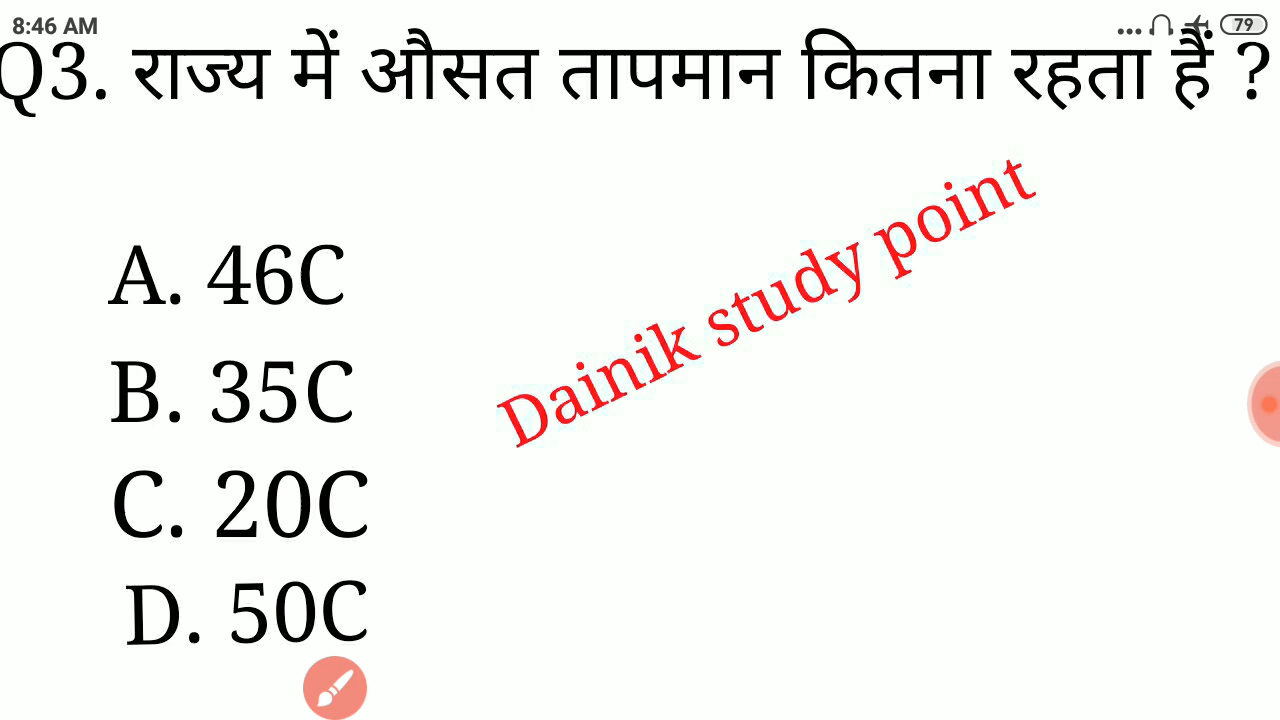 8:46 AM
79
Q3. राज्य में औसत तापमान कितना रहता हैं ?
Dainik study point
A. 46C
B. 35C
C. 20C
D. 50C